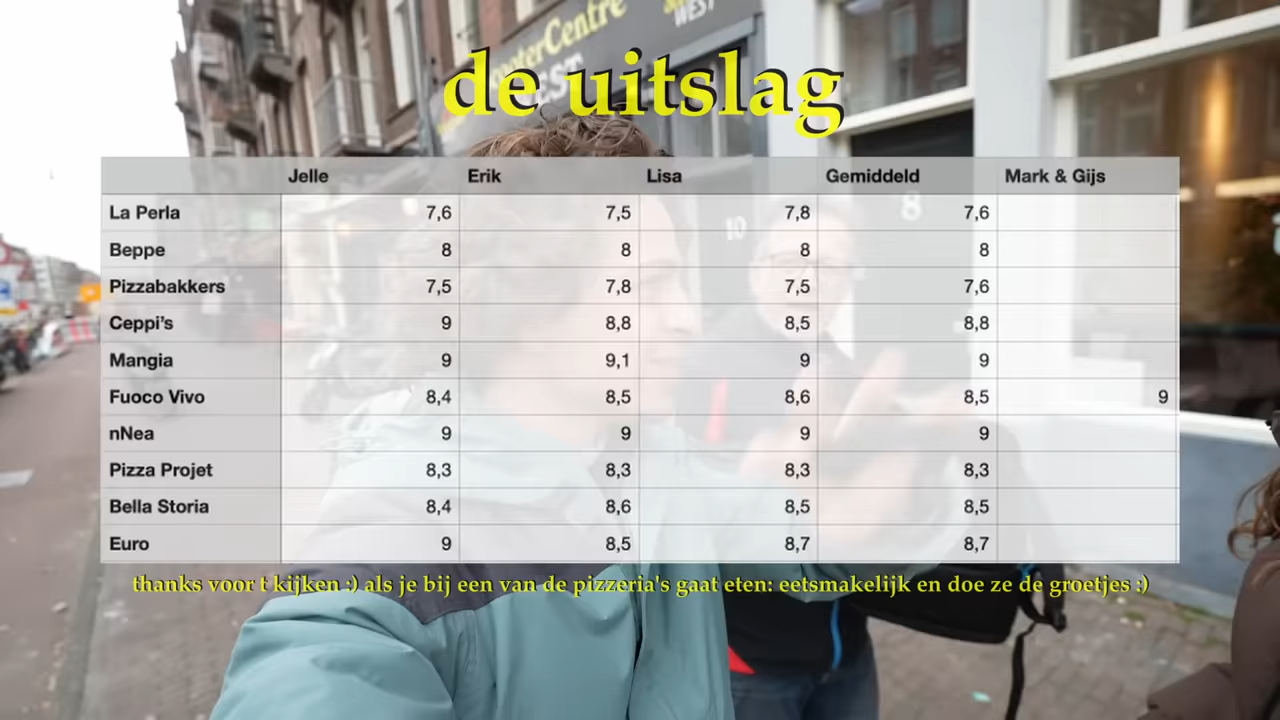 ooterCentre
WEST
WEST
de uitslag
Jelle Erik Lisa Gemiddeld Mark & Gijs
La Perla 7,6 7,5 7,8 7,6
Beppe 8 8 8 8
Pizzabakkers 7,5 7,8 7,5 7,6
Ceppi's 9 8,8 8,5 8,8
Mangia 9 9,1 9 9
Fuoco Vivo 8,4 8,5 8,6 8,5 9
nNea 9 9 9 9
Pizza Projet 8,3 8,3 8,3 8,3
Bella Storia 8,4 8,6 8,5 8,5
Euro 9 8,5 8,7 8,7
8
10
thanks voor t kijken :) als je bij een van de pizzeria's gaat eten: eetsmakelijk en doe ze de groetjes :)